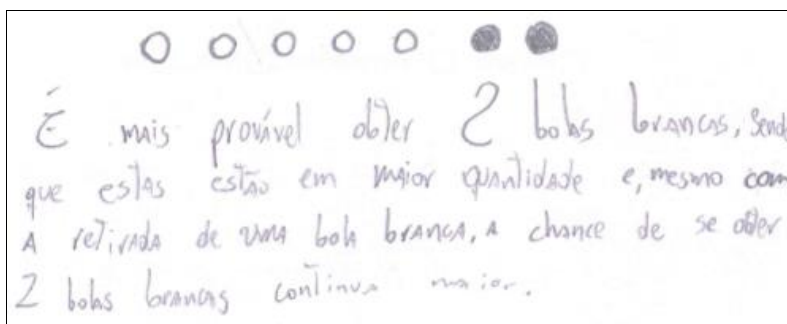 É mais provável obter 2 bolas brancas, send
que estas estão em maior quantidade e, mesmo com
a retirada de uma bola branca, a chance de se obter
2 bolas brancas continua maior.